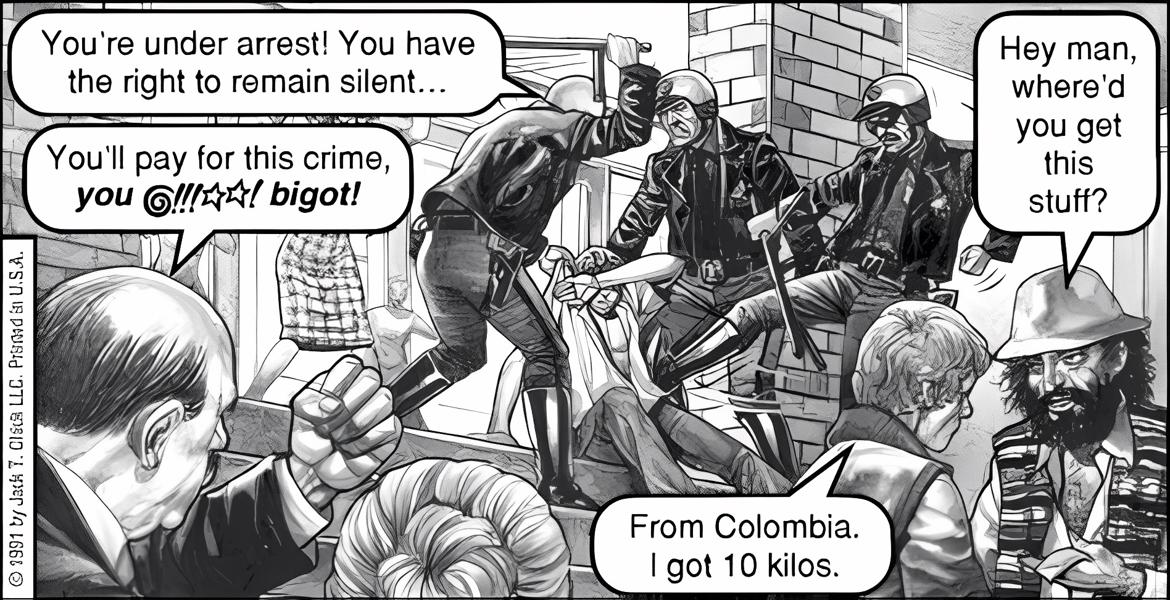 You're under arrest! You have
the right to remain silent...
You'll pay for this crime,
you @!!!☆☆! bigot!
Hey man,
where'd
you get
this
stuff?
From Colombia.
I got 10 kilos.
© 1991 by Jack T. Chick LLC. Printed in U.S.A.